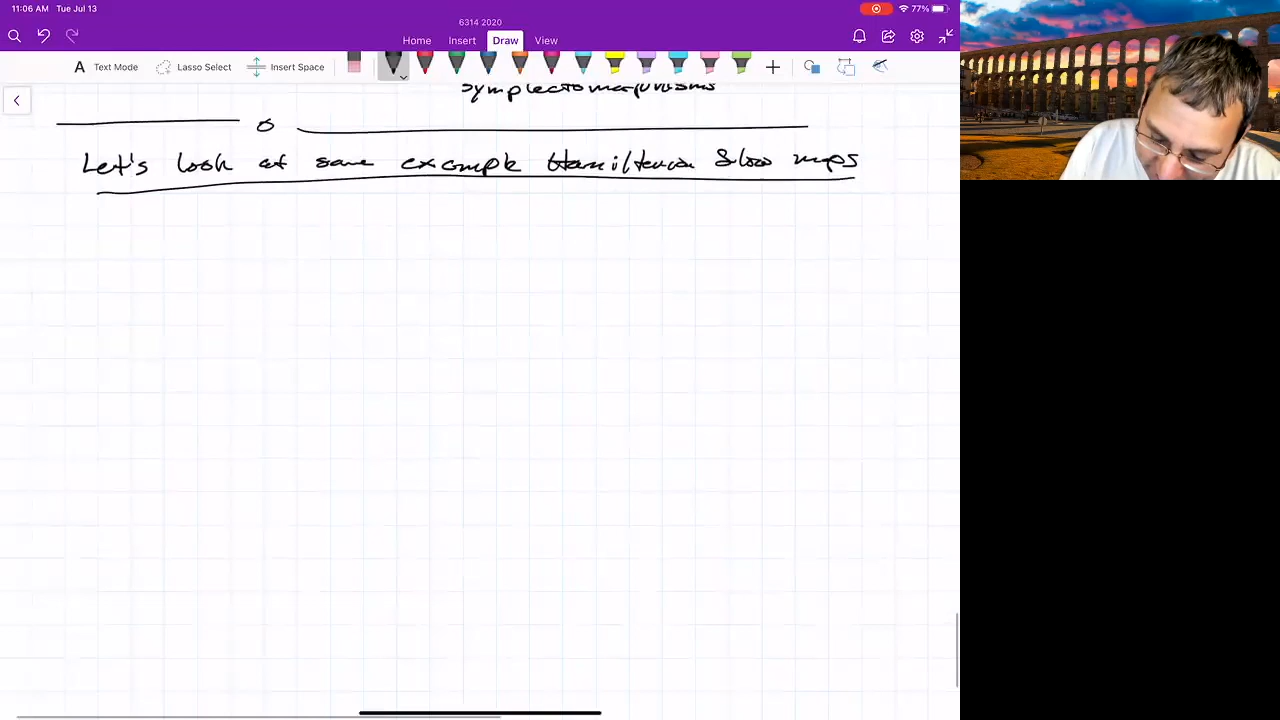 11:06 AM Tue Jul 13
77%
6314 2020
Home Insert Draw View
A Text Mode Lasso Select Insert Space
symplectomorphisms
Let's look at some example Hamiltonian flow maps